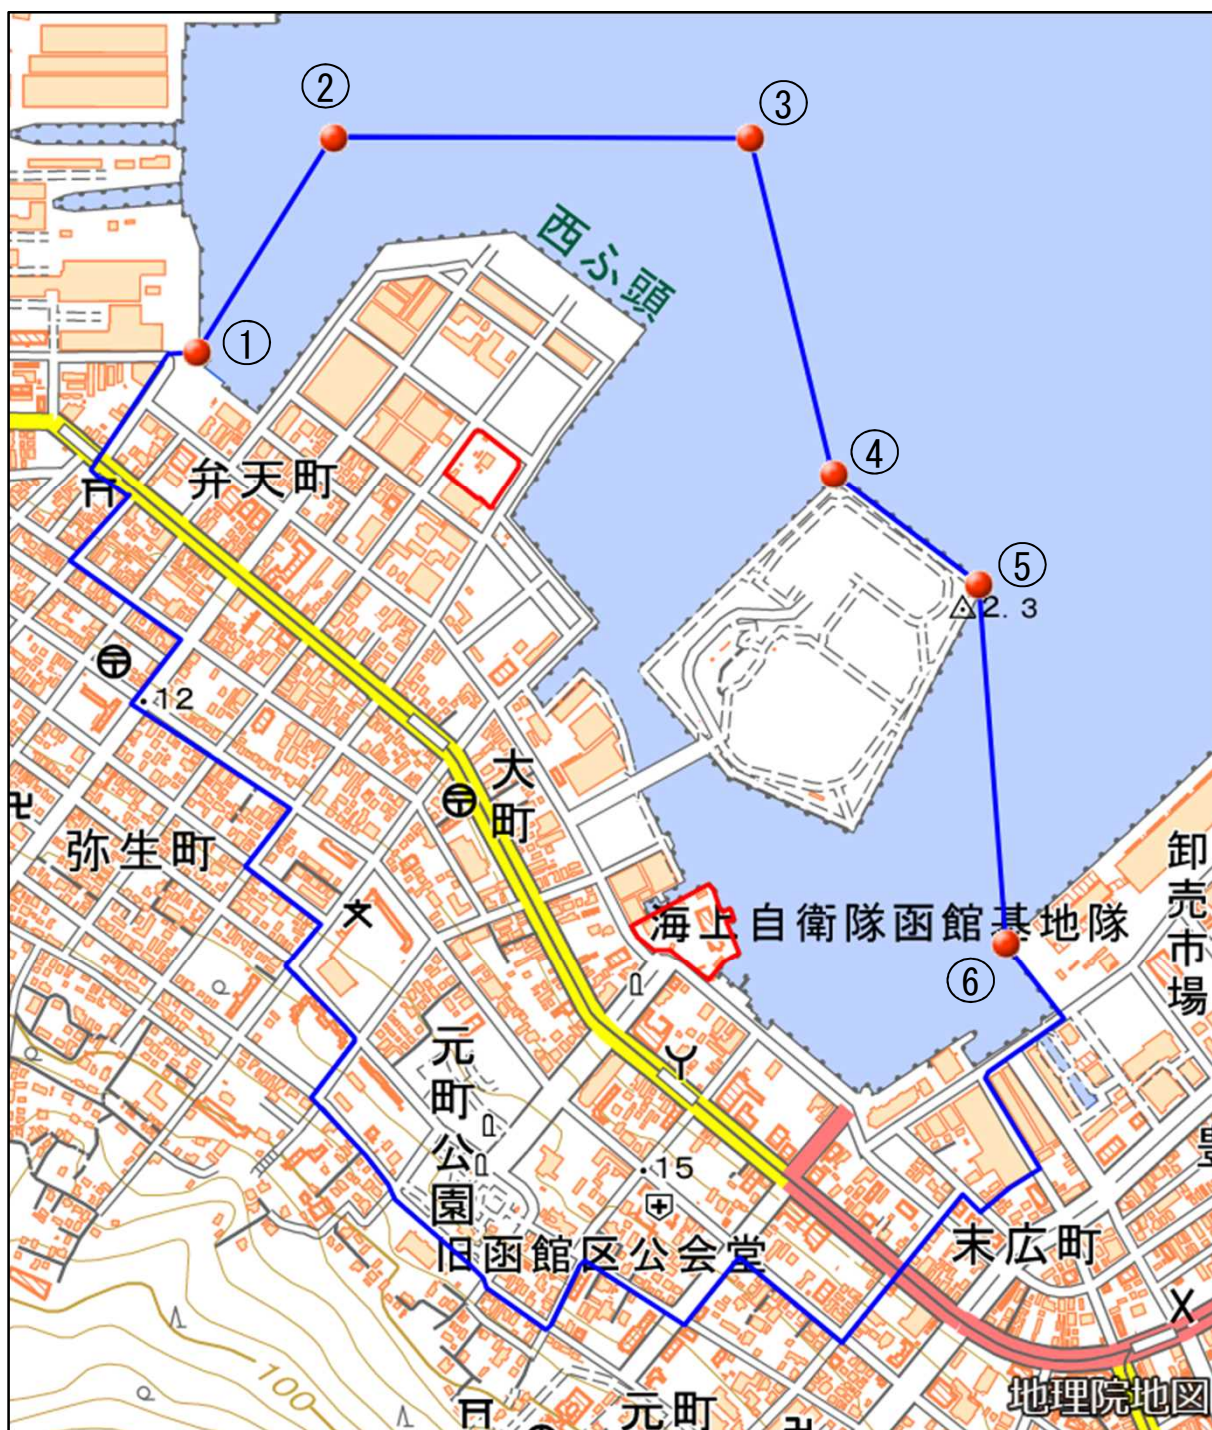 ②
③
西ふ頭
①
④
弁天町
⑤
2.3
12
大町
弥生町
卸売市場
海上自衛隊函館基地隊
⑥
元町公園
15
末広町
旧函館区公会堂
100
元町
地理院地図